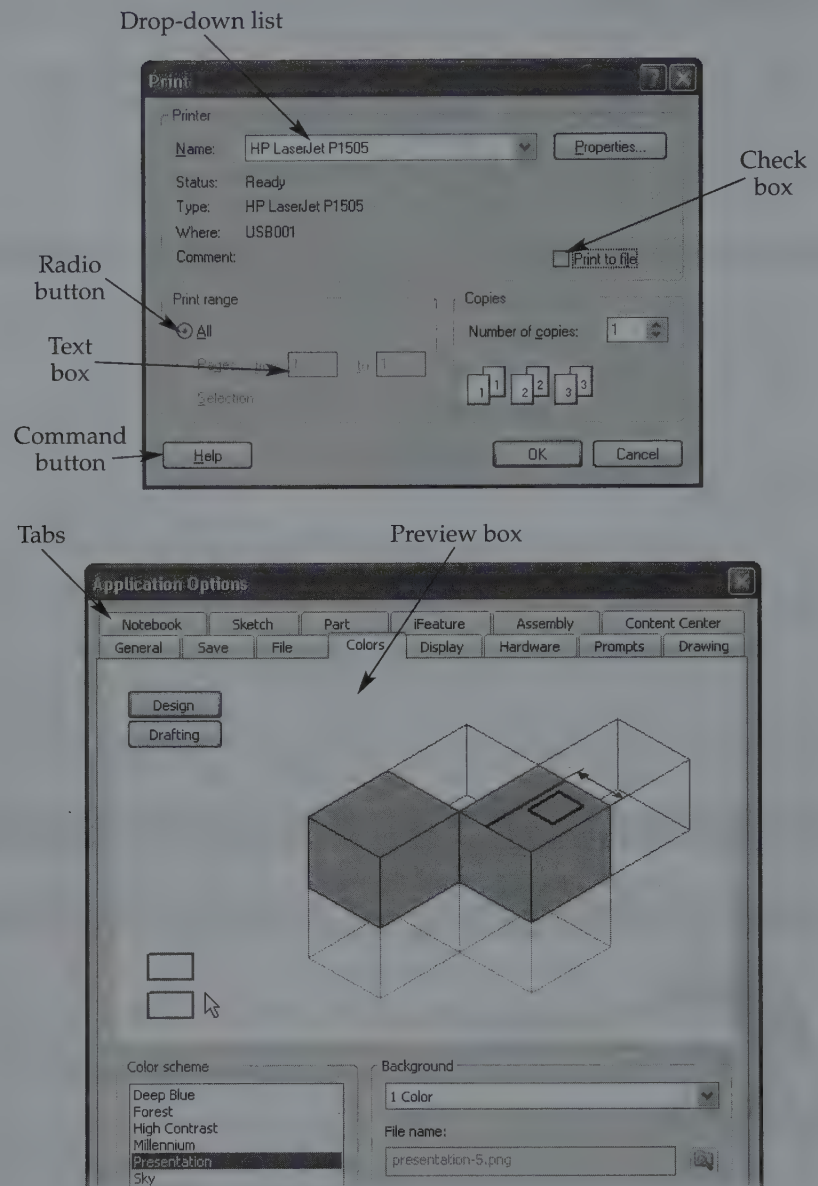 Drop-down list
Print
Printer
Name: HP LaserJet P1505 Properties...
Check
box
Status: Ready
Type: HP LaserJet P1505
Where: USB001
Comment: Print to file
Radio
button
Print range
Copies
All
Number of copies: 1
Text
box
Pages 1 to 1
1 1 2 2 3 3
Selection
Command
button
Help OK Cancel
Tabs
Preview box
Application Options
Notebook Sketch Part iFeature Assembly Content Center
General Save File Colors Display Hardware Prompts Drawing
Design
Drafting
Color scheme
Background
Deep Blue
1 Color
Forest
High Contrast
File name:
Millennium
Presentation
presentation-5.png
Sky